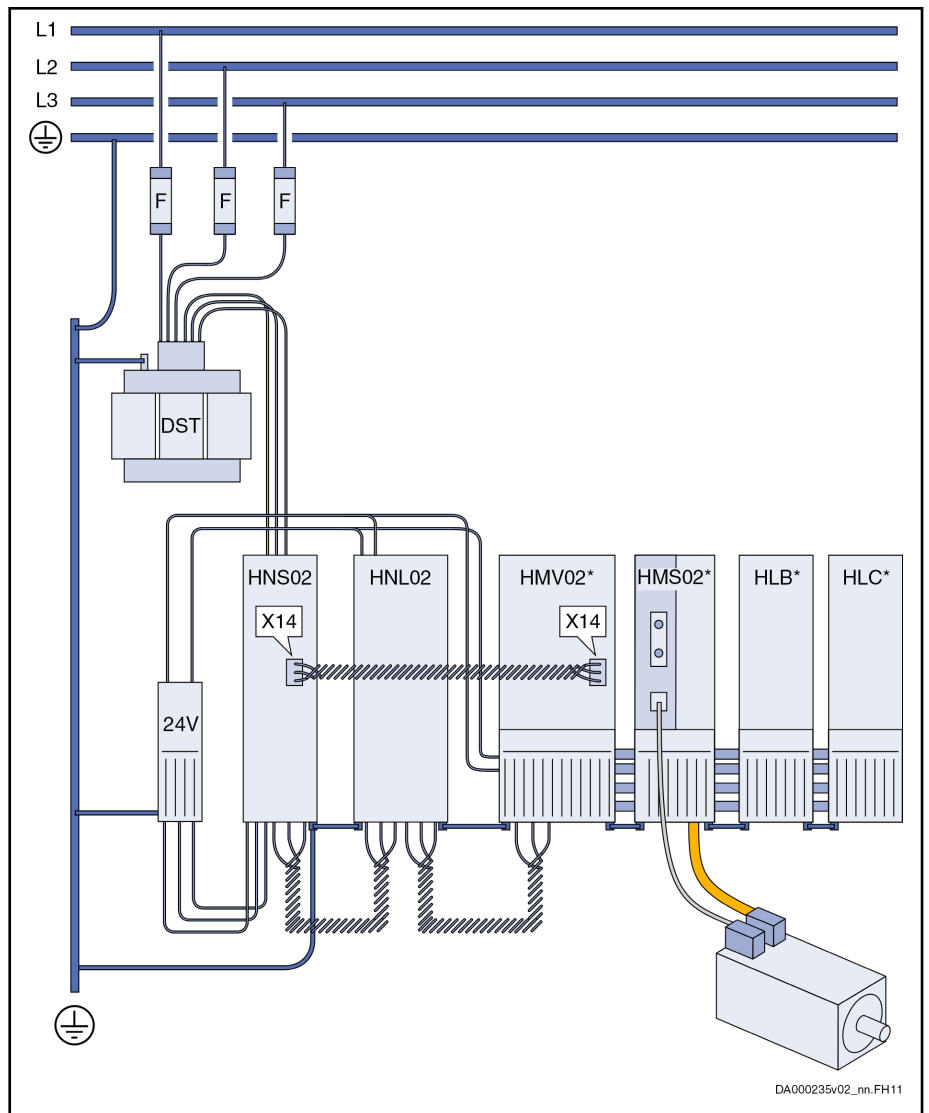 L1
L2
L3
F F F
DST
HNS02 HNL02 HMV02* HMS02* HLB* HLC*
X14 X14
24V
DA000235v02_nn.FH11